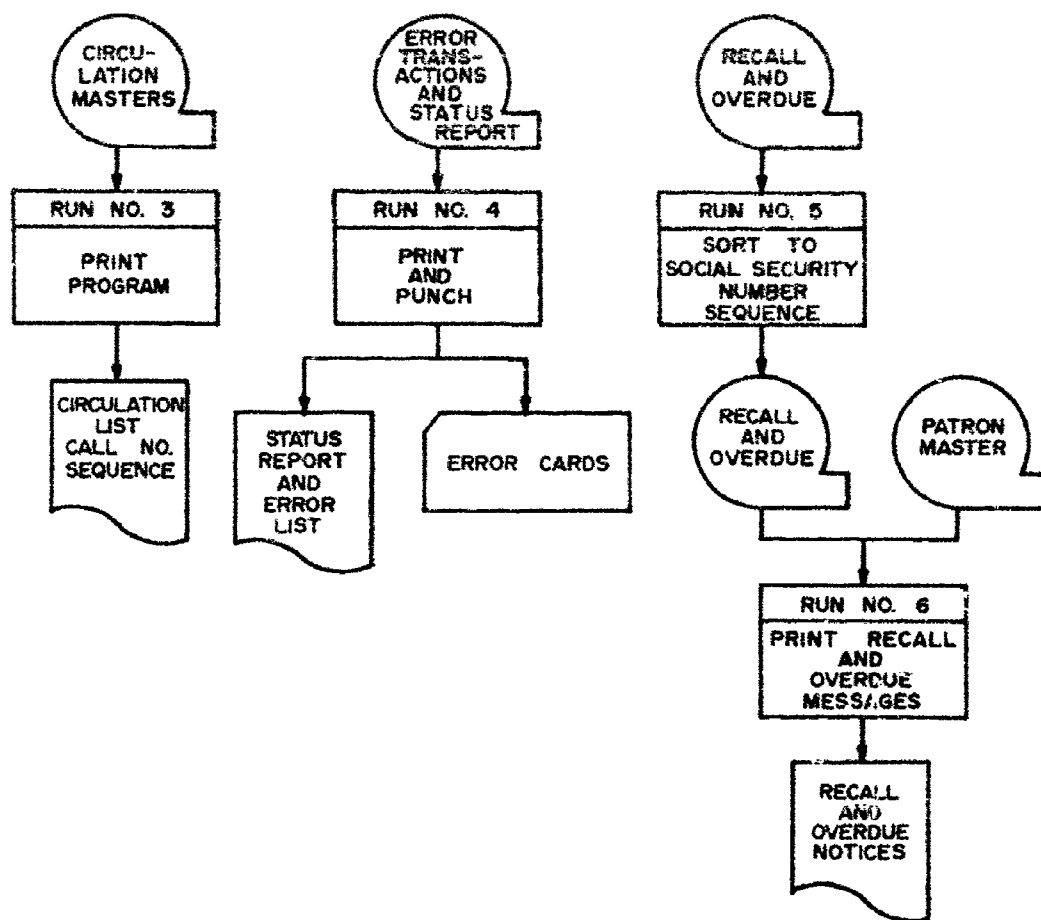 CIRCU-
LATION
MASTERS
RUN NO. 3
PRINT
PROGRAM
CIRCULATION
LIST
CALL NO.
SEQUENCE
ERROR
TRANS-
ACTIONS
AND
STATUS
REPORT
RUN NO. 4
PRINT
AND
PUNCH
STATUS
REPORT
AND
ERROR
LIST
ERROR CARDS
RECALL
AND
OVERDUE
RUN NO. 5
SORT TO
SOCIAL SECURITY
NUMBER
SEQUENCE
RECALL
AND
OVERDUE
PATRON
MASTER
RUN NO. 6
PRINT RECALL
AND
OVERDUE
MESSAGES
RECALL
AND
OVERDUE
NOTICES